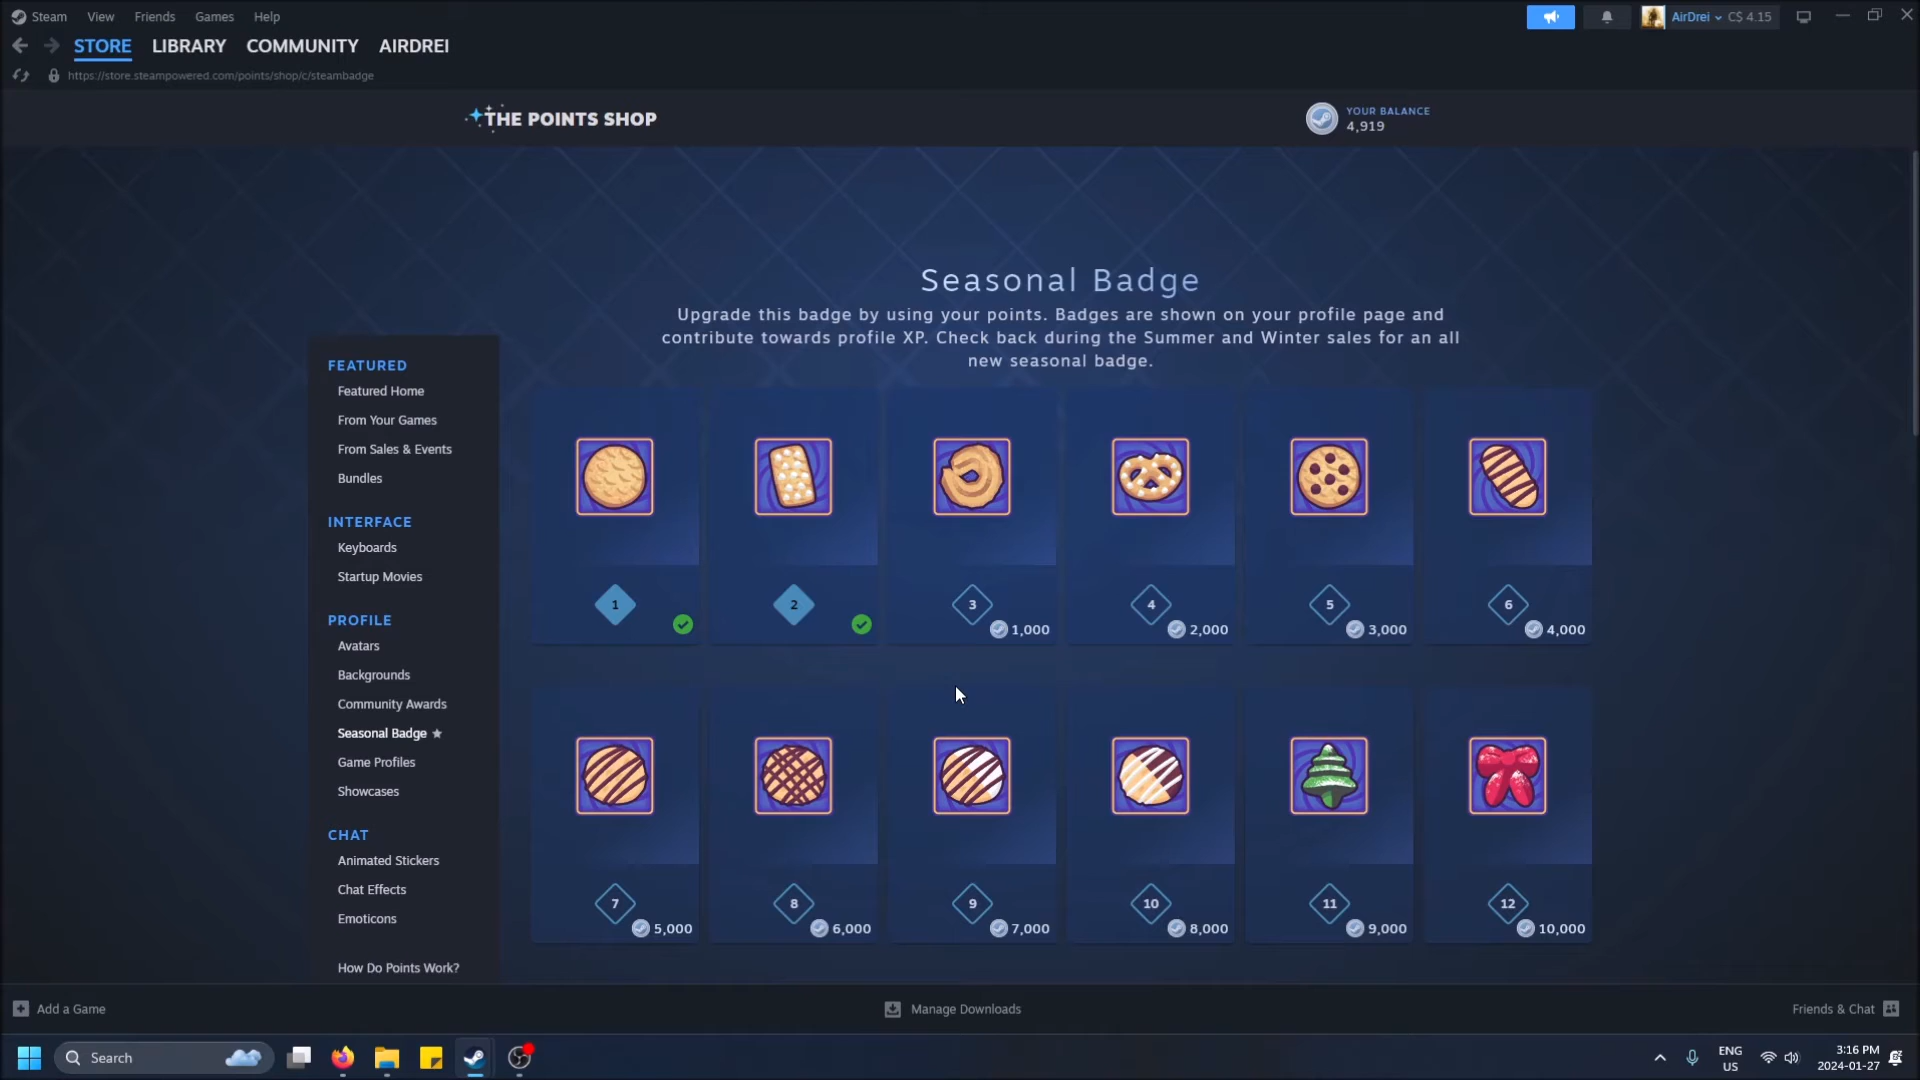 Steam View Friends Games Help
AirDrei C$ 4.15
STORE LIBRARY COMMUNITY AIRDREI
https://store.steampowered.com/points/shop/c/steambadge
THE POINTS SHOP
YOUR BALANCE
4,919
Seasonal Badge
Upgrade this badge by using your points. Badges are shown on your profile page and
contribute towards profile XP. Check back during the Summer and Winter sales for an all
new seasonal badge.
FEATURED
Featured Home
From Your Games
From Sales & Events
Bundles
INTERFACE
Keyboards
Startup Movies
PROFILE
Avatars
Backgrounds
Community Awards
Seasonal Badge
Game Profiles
Showcases
CHAT
Animated Stickers
Chat Effects
Emoticons
How Do Points Work?
1 2 3 4 5 6
1,000 2,000 3,000 4,000
7 8 9 10 11 12
5,000 6,000 7,000 8,000 9,000 10,000
Add a Game
Manage Downloads
Friends & Chat
Search
ENG
US
3:16 PM
2024-01-27